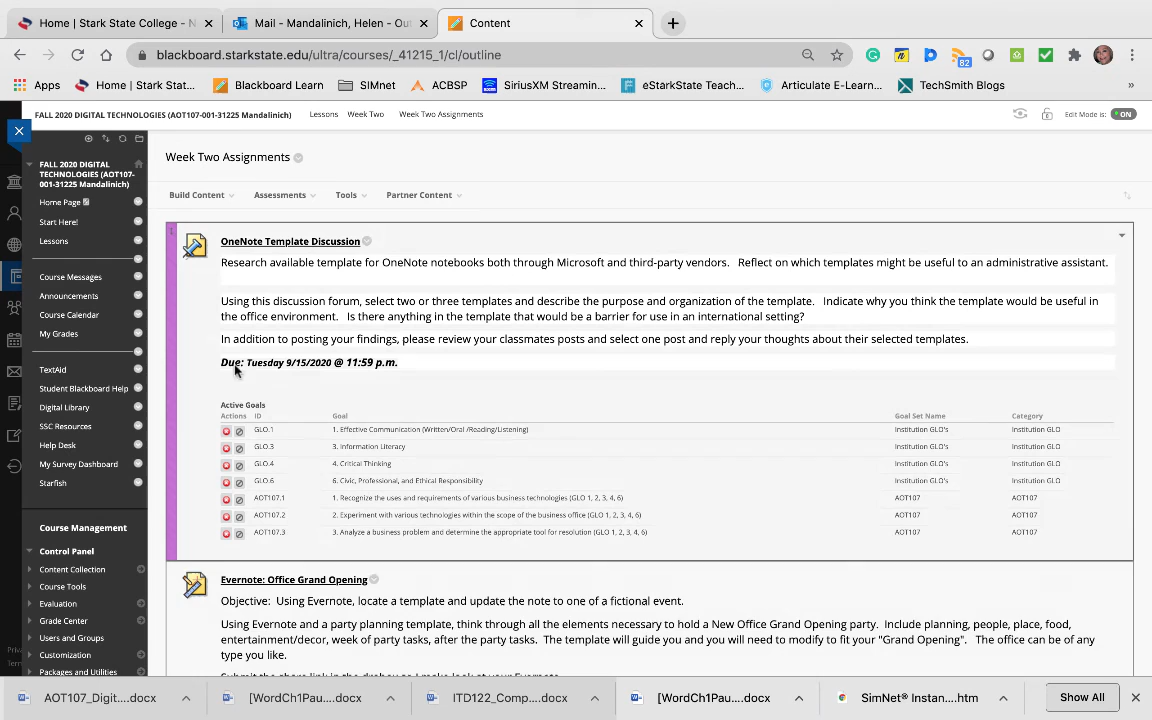 Home | Stark State College - N
Mail - Mandalinich, Helen - Ou
Content
blackboard.starkstate.edu/ultra/courses/_41215_1/cl/outline
82
Apps
Home | Stark Stat...
Blackboard Learn
SIMnet
ACBSP
SiriusXM Streamin...
eStarkState Teach...
Articulate E-Learn...
TechSmith Blogs
»
FALL 2020 DIGITAL TECHNOLOGIES (AOT107-001-31225 Mandalinich) Lessons Week Two Week Two Assignments
Edit Mode is: ON
FALL 2020 DIGITAL
TECHNOLOGIES (AOT107-
001-31225 Mandalinich)
Home Page
Start Here!
Lessons
Course Messages
Announcements
Course Calendar
My Grades
TextAid
Student Blackboard Help
Digital Library
SSC Resources
Help Desk
My Survey Dashboard
Starfish
Course Management
Control Panel
Content Collection
Course Tools
Evaluation
Grade Center
Users and Groups
Customization
Packages and Utilities
Priv
Tern
Week Two Assignments
Build Content Assessments Tools Partner Content
OneNote Template Discussion
Research available template for OneNote notebooks both through Microsoft and third-party vendors. Reflect on which templates might be useful to an administrative assistant.
Using this discussion forum, select two or three templates and describe the purpose and organization of the template. Indicate why you think the template would be useful in
the office environment. Is there anything in the template that would be a barrier for use in an international setting?
In addition to posting your findings, please review your classmates posts and select one post and reply your thoughts about their selected templates.
Due: Tuesday 9/15/2020 @ 11:59 p.m.
Active Goals
Actions ID Goal Goal Set Name Category
GLO.1 1. Effective Communication (Written/Oral /Reading/Listening) Institution GLO's Institution GLO
GLO.3 3. Information Literacy Institution GLO's Institution GLO
GLO.4 4. Critical Thinking Institution GLO's Institution GLO
GLO.6 6. Civic, Professional, and Ethical Responsibility Institution GLO's Institution GLO
AOT107.1 1. Recognize the uses and requirements of various business technologies (GLO 1, 2, 3, 4, 6) AOT107 AOT107
AOT107.2 2. Experiment with various technologies within the scope of the business office (GLO 1, 2, 3, 4, 6) AOT107 AOT107
AOT107.3 3. Analyze a business problem and determine the appropriate tool for resolution (GLO 1, 2, 3, 4, 6) AOT107 AOT107
Evernote: Office Grand Opening
Objective: Using Evernote, locate a template and update the note to one of a fictional event.
Using Evernote and a party planning template, think through all the elements necessary to hold a New Office Grand Opening party. Include planning, people, place, food,
entertainment/decor, week of party tasks, after the party tasks. The template will guide you and you will need to modify to fit your "Grand Opening". The office can be of any
type you like.
AOT107_Digit....docx
[WordCh1Pau....docx
ITD122_Comp....docx
[WordCh1Pau....docx
SimNet® Instan....htm
Show All